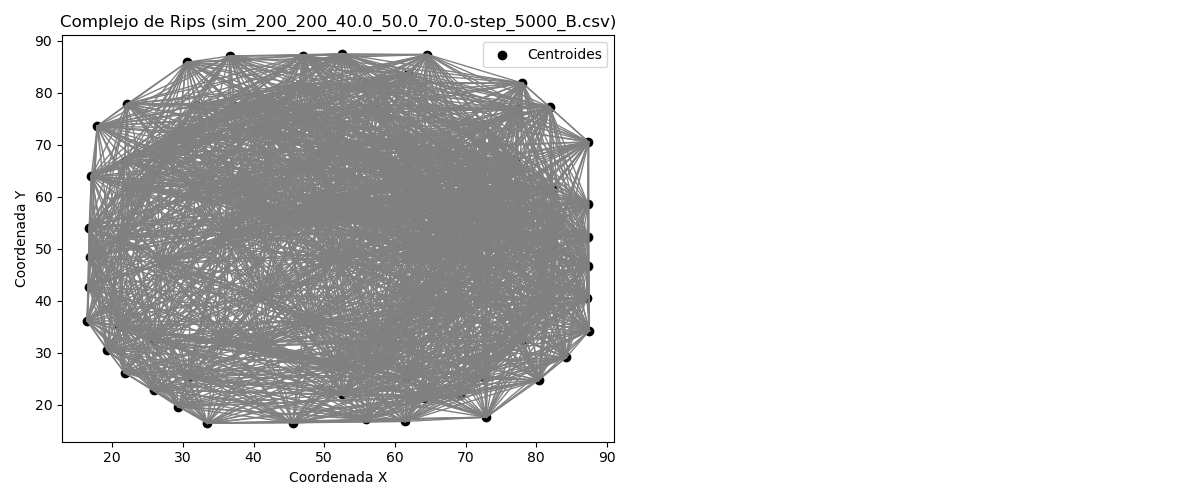 Complejo de Rips (sim_200_200_40.0_50.0_70.0-step_5000_B.csv)
Centroides
90
80
70
60
50
40
30
20
Coordenada Y
20 30 40 50 60 70 80 90
Coordenada X